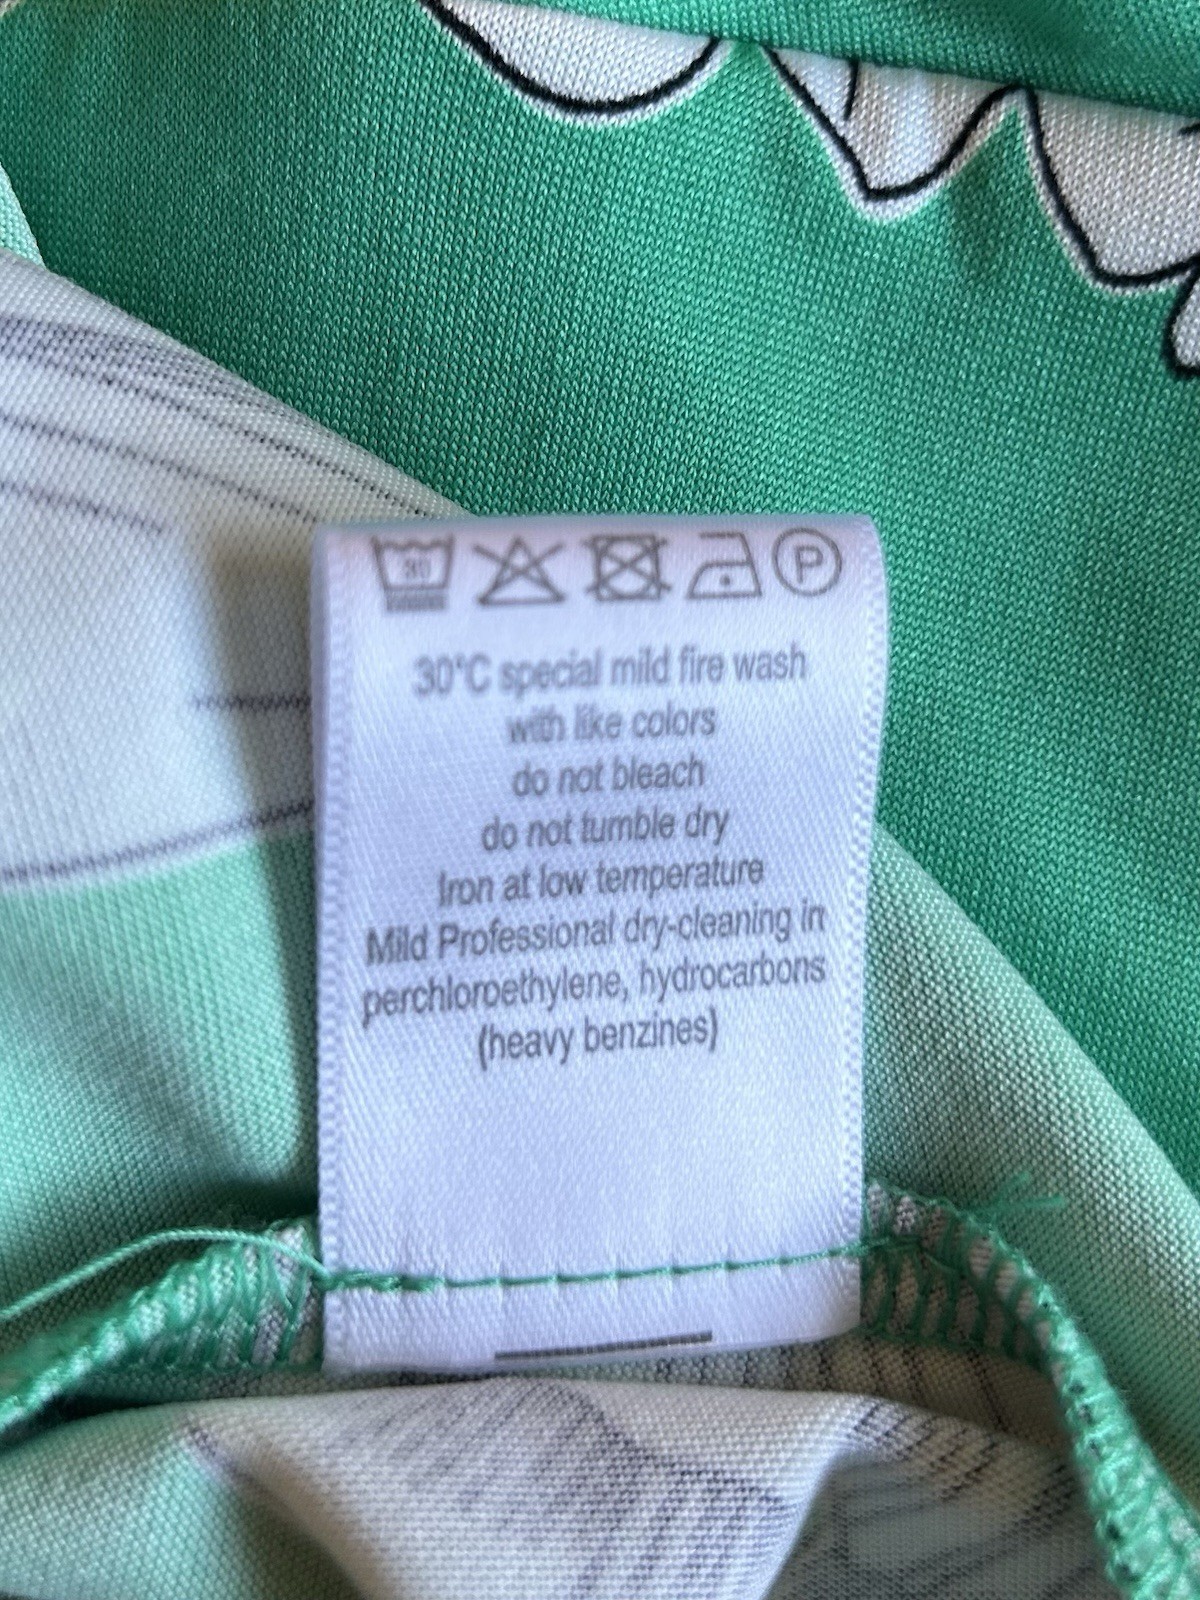 30
P
30°C special mild fire wash
with like colors
do not bleach
do not tumble dry
Iron at low temperature
Mild Professional dry-cleaning in
perchloroethylene, hydrocarbons
(heavy benzines)